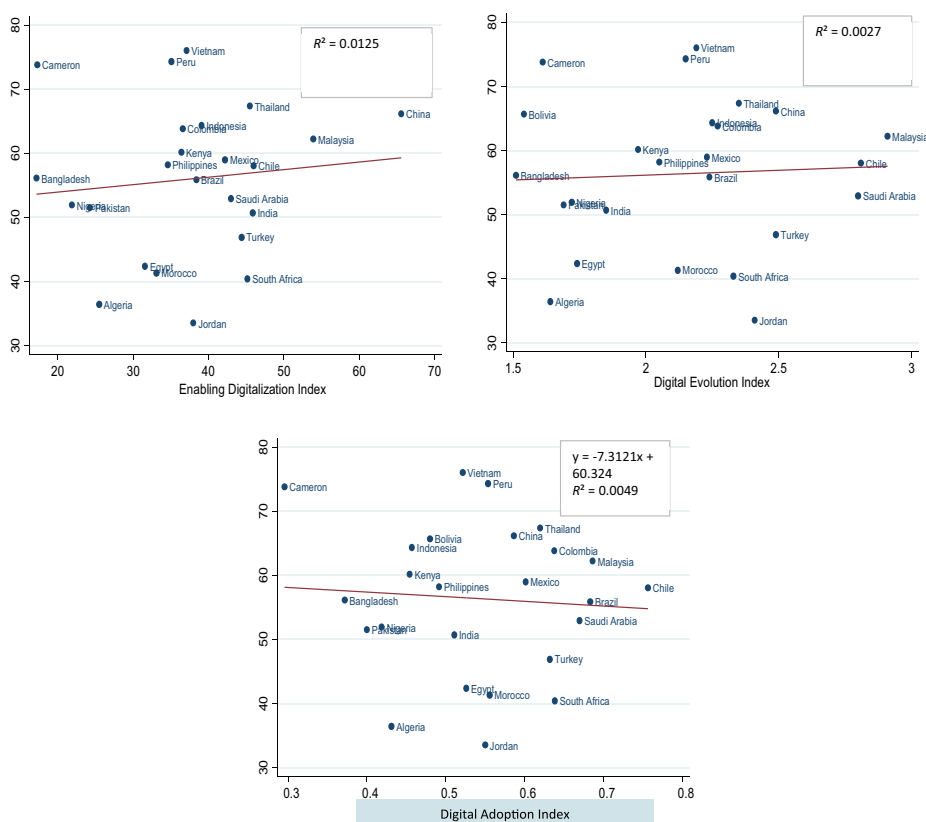 80
R² = 0.0125
Vietnam
Peru
Cameron
70
Thailand
China
Colombia
Indonesia
Malaysia
60
Kenya
Mexico
Philippines
Chile
Bangladesh
Brazil
Saudi Arabia
Nigeria
Pakistan
India
50
Turkey
Egypt
Morocco
South Africa
40
Algeria
Jordan
30
20 30 40 50 60 70
Enabling Digitalization Index
80
R² = 0.0027
Vietnam
Peru
Cameron
70
Thailand
China
Bolivia
Indonesia
Colombia
Malaysia
60
Kenya
Mexico
Philippines
Chile
Bangladesh
Brazil
Saudi Arabia
Nigeria
Pakistan
India
50
Turkey
Egypt
Morocco
South Africa
40
Algeria
Jordan
30
1.5 2 2.5 3
Digital Evolution Index
80
y = -7.3121x +
60.324
R² = 0.0049
Vietnam
Peru
Cameron
70
Thailand
China
Bolivia
Indonesia
Colombia
Malaysia
60
Kenya
Mexico
Philippines
Chile
Bangladesh
Brazil
Saudi Arabia
Nigeria
Pakistan
India
50
Turkey
Egypt
Morocco
South Africa
40
Algeria
Jordan
30
0.3 0.4 0.5 0.6 0.7 0.8
Digital Adoption Index